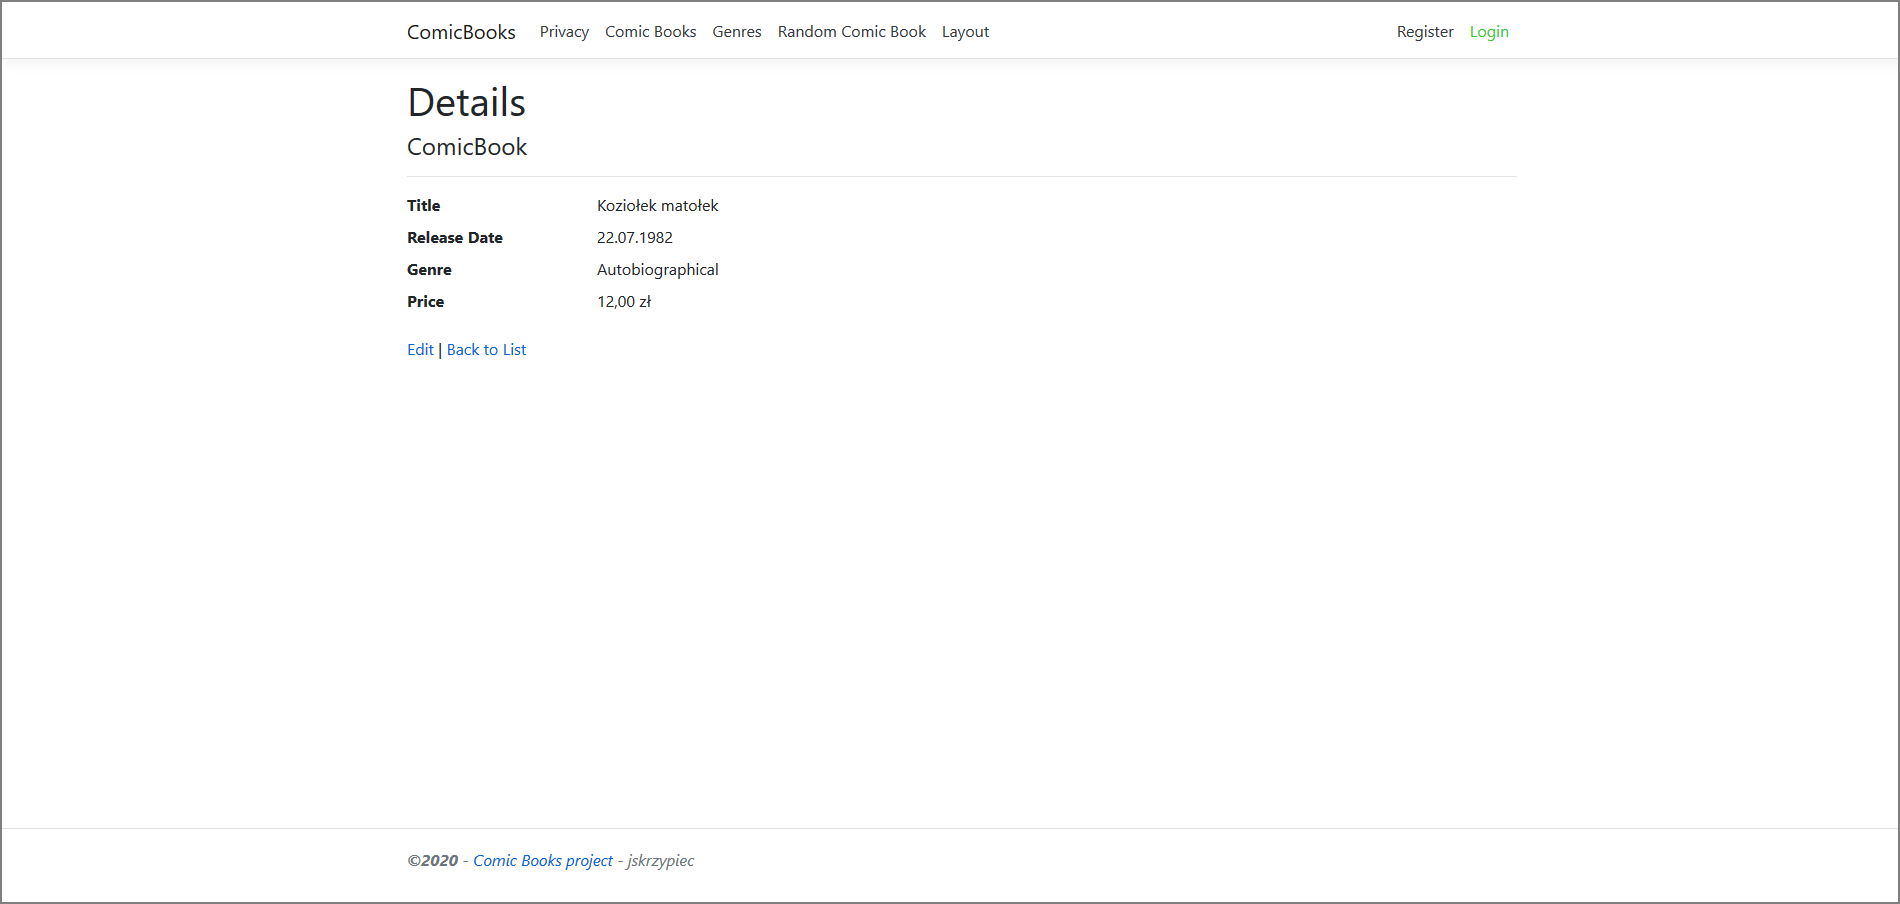 ComicBooks Privacy Comic Books Genres Random Comic Book Layout Register Login
Details
ComicBook
Title Koziołek matołek
Release Date 22.07.1982
Genre Autobiographical
Price 12,00 zł
Edit | Back to List
©2020 - Comic Books project - jskrzypiec